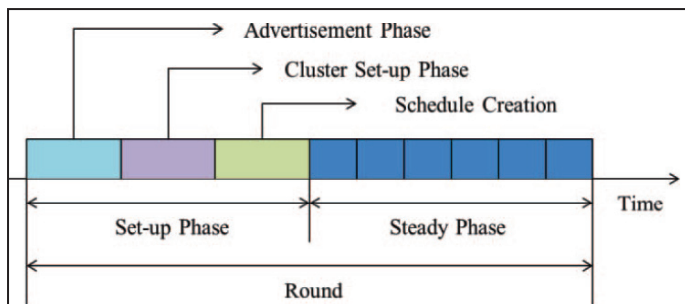 Advertisement Phase
Cluster Set-up Phase
Schedule Creation
Time
Set-up Phase
Steady Phase
Round